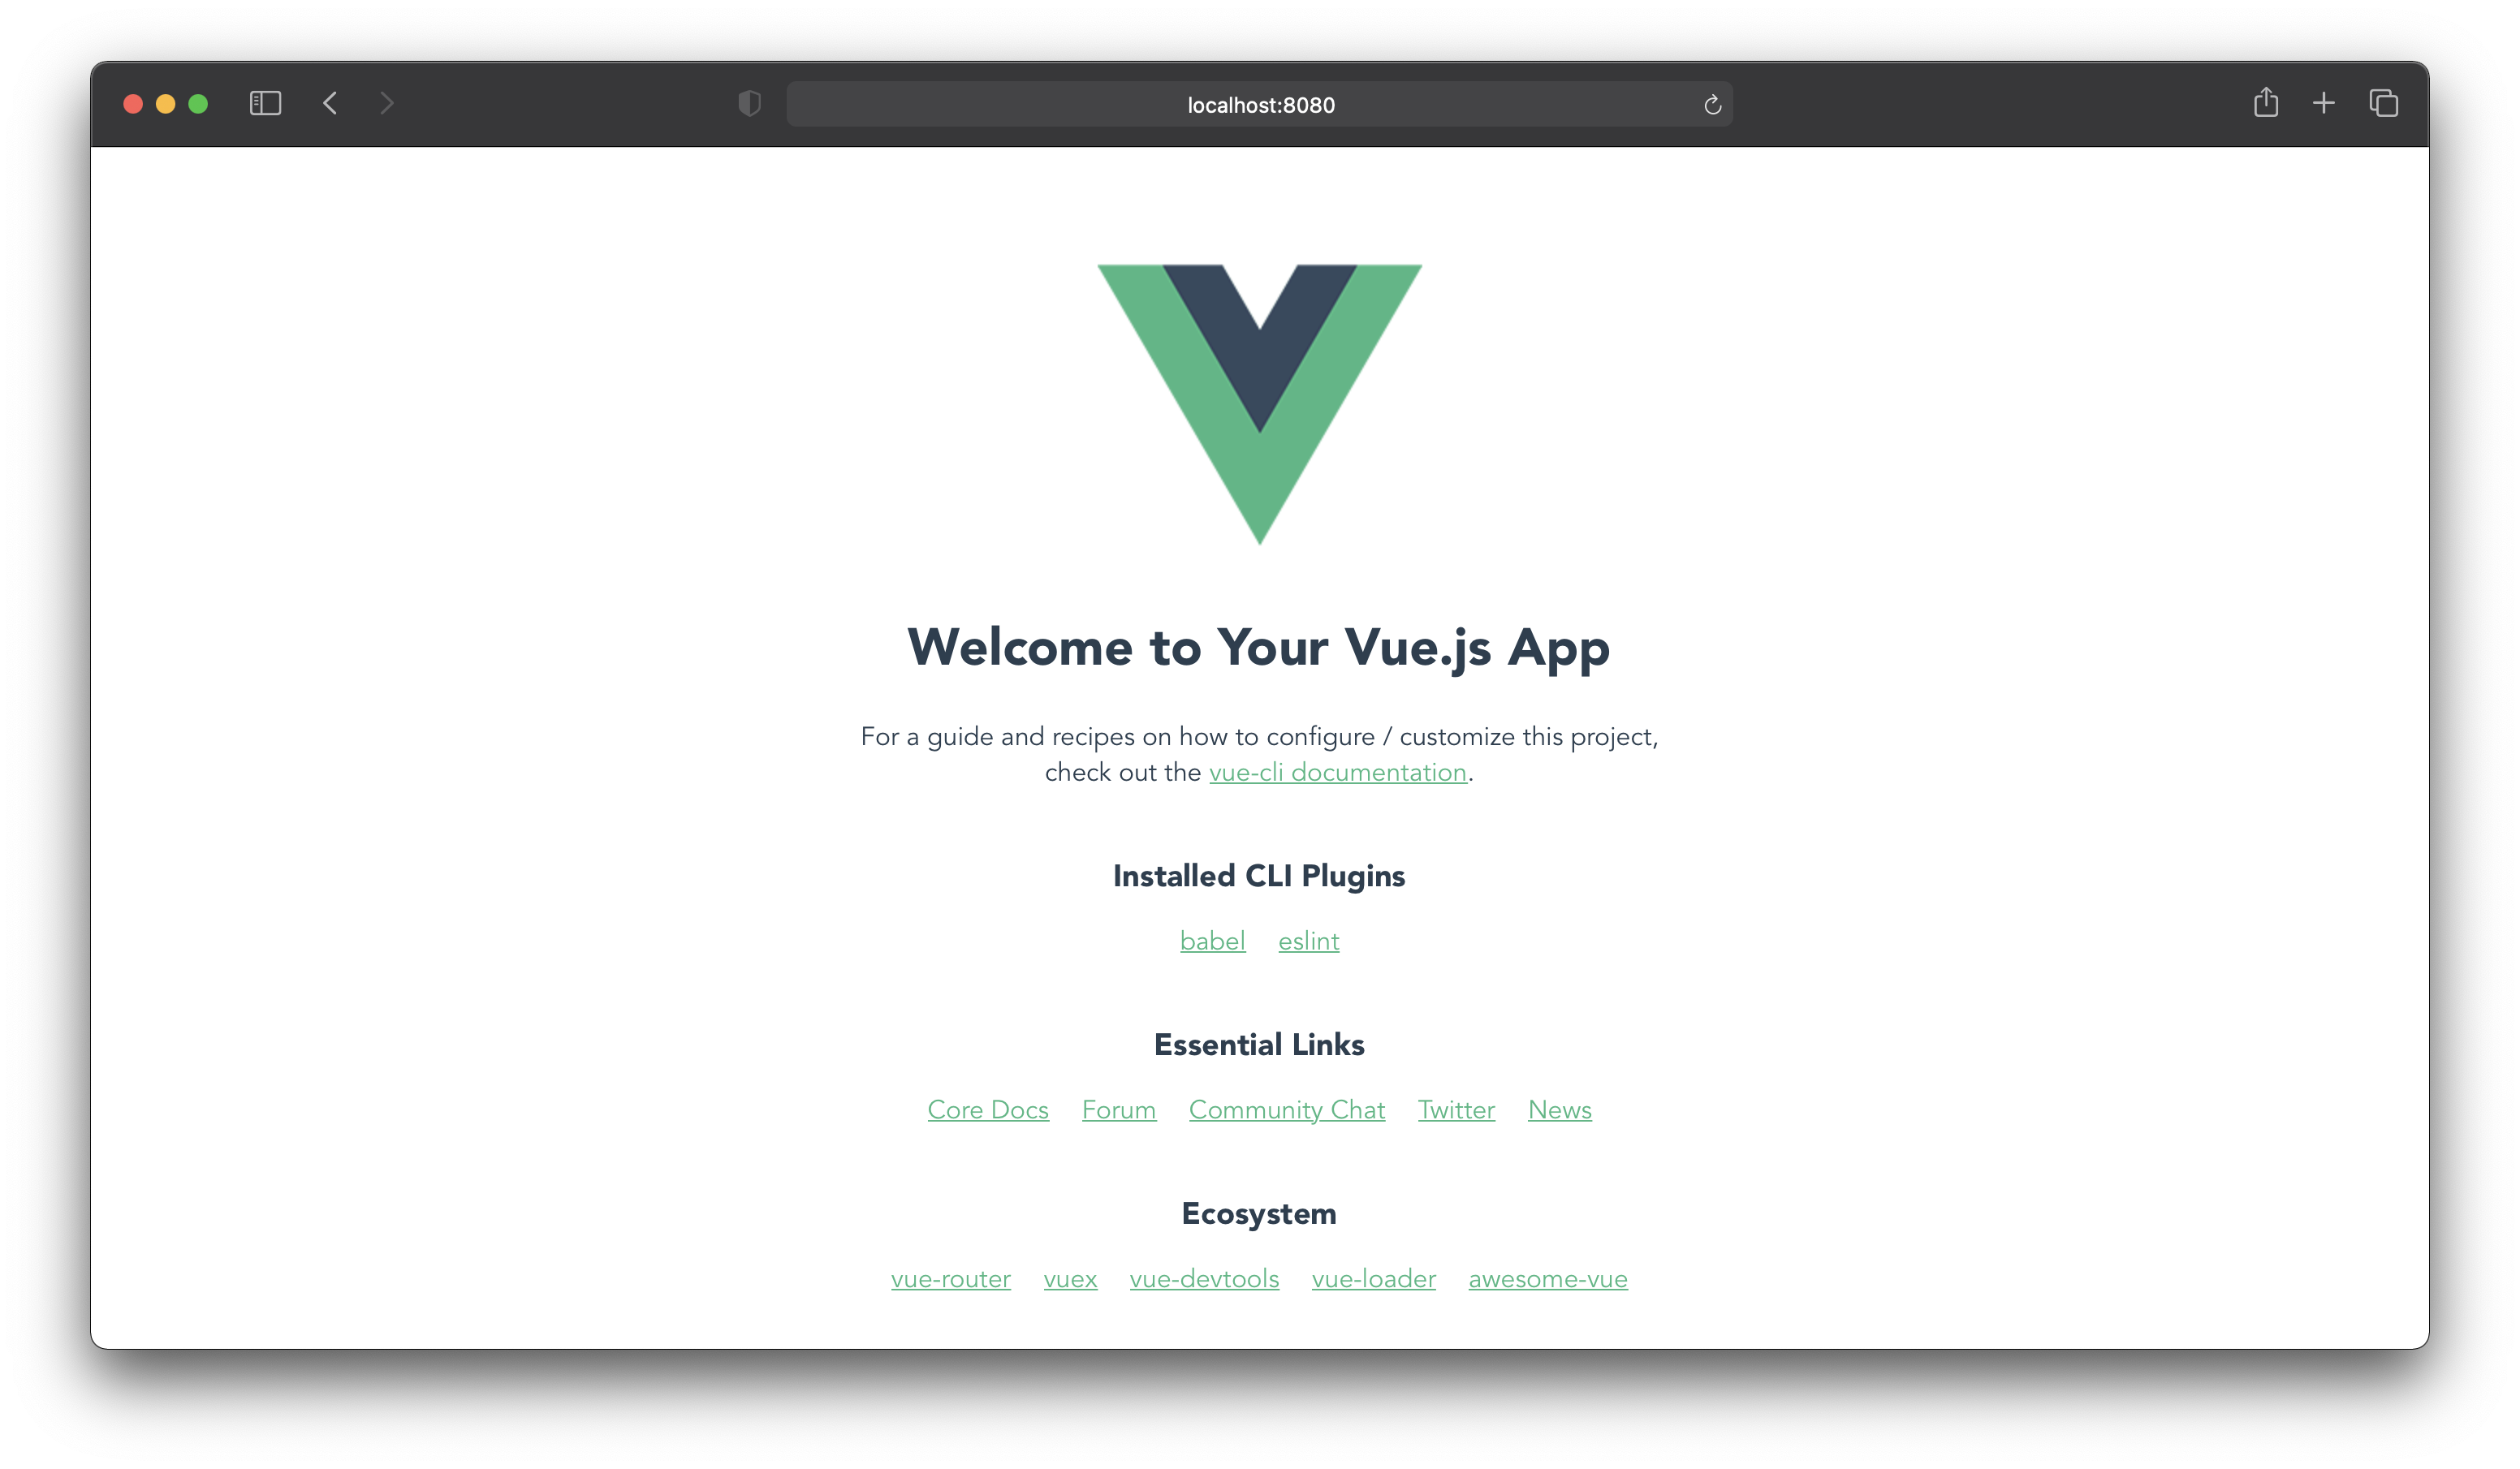 localhost:8080
Welcome to Your Vue.js App
For a guide and recipes on how to configure / customize this project,
check out the vue-cli documentation.
Installed CLI Plugins
babel eslint
Essential Links
Core Docs Forum Community Chat Twitter News
Ecosystem
vue-router vuex vue-devtools vue-loader awesome-vue